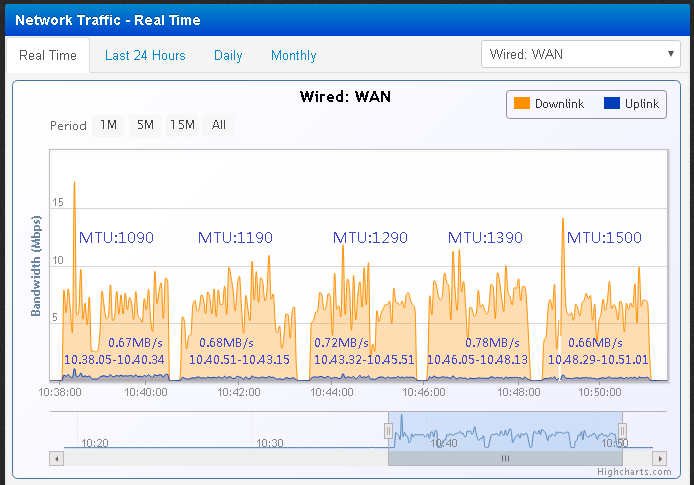 Network Traffic - Real Time
Real Time Last 24 Hours Daily Monthly Wired: WAN
Wired: WAN
Downlink Uplink
Period 1M 5M 15M All
Bandwidth (Mbps)
15
10
5
MTU:1090 MTU:1190 MTU:1290 MTU:1390 MTU:1500
0.67MB/s 0.68MB/s 0.72MB/s 0.78MB/s 0.66MB/s
10.38.05-10.40.34 10.40.51-10.43.15 10.43.32-10.45.51 10.46.05-10.48.13 10.48.29-10.51.01
10:38:00 10:40:00 10:42:00 10:44:00 10:46:00 10:48:00 10:50:00
10:20 10:30 10:40 10:50
Highcharts.com